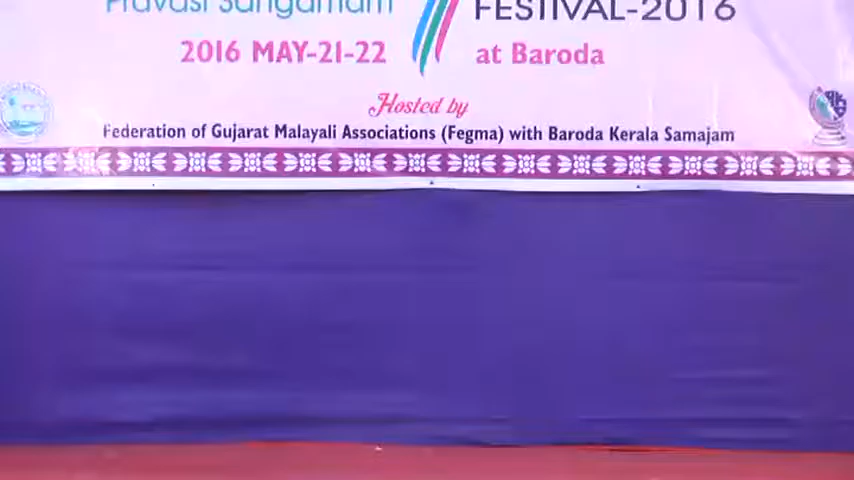 Pravasi Sangamam
FESTIVAL-2016
2016 MAY-21-22
at Baroda
Hosted by
Federation of Gujarat Malayali Associations (Fegma) with Baroda Kerala Samajam